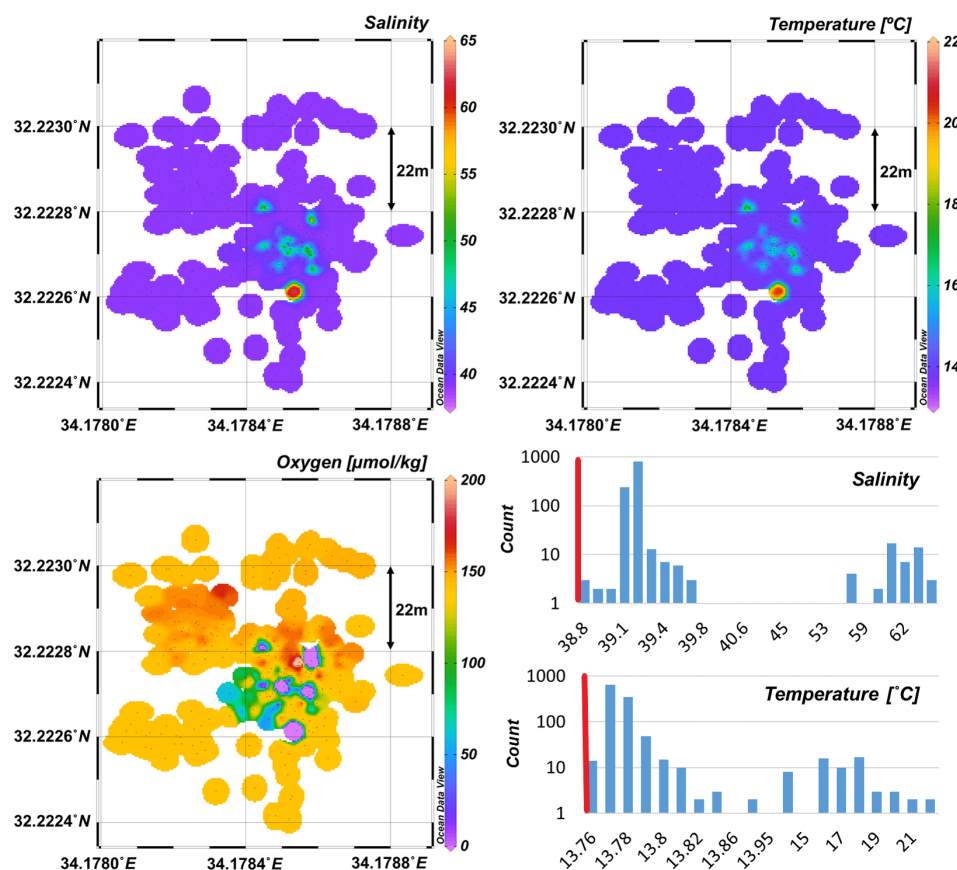 Salinity
65
60
55
50
45
40
32.2230°N
32.2228°N
32.2226°N
32.2224°N
22m
Ocean Data View
34.1780°E
34.1784°E
34.1788°E
Temperature [ºC]
22
20
18
16
14
32.2230°N
32.2228°N
32.2226°N
32.2224°N
22m
Ocean Data View
34.1780°E
34.1784°E
34.1788°E
Oxygen [µmol/kg]
200
150
100
50
0
32.2230°N
32.2228°N
32.2226°N
32.2224°N
22m
Ocean Data View
34.1780°E
34.1784°E
34.1788°E
Salinity
Count
1000
100
10
1
38.8 39.1 39.4 39.8 40.6 45 53 59 62
Temperature [˚C]
Count
1000
100
10
1
13.76 13.78 13.8 13.82 13.86 13.95 15 17 19 21